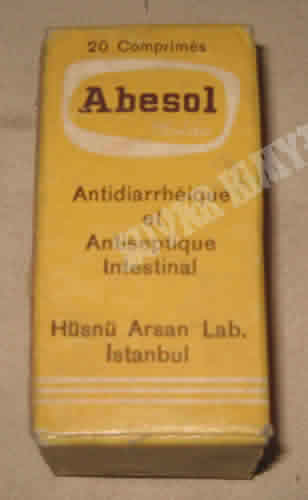 20 Comprimés
Abesol
Antidiarrhéique
et
Antiseptique
Intestinal
Hüsnü Arsan Lab.
İstanbul